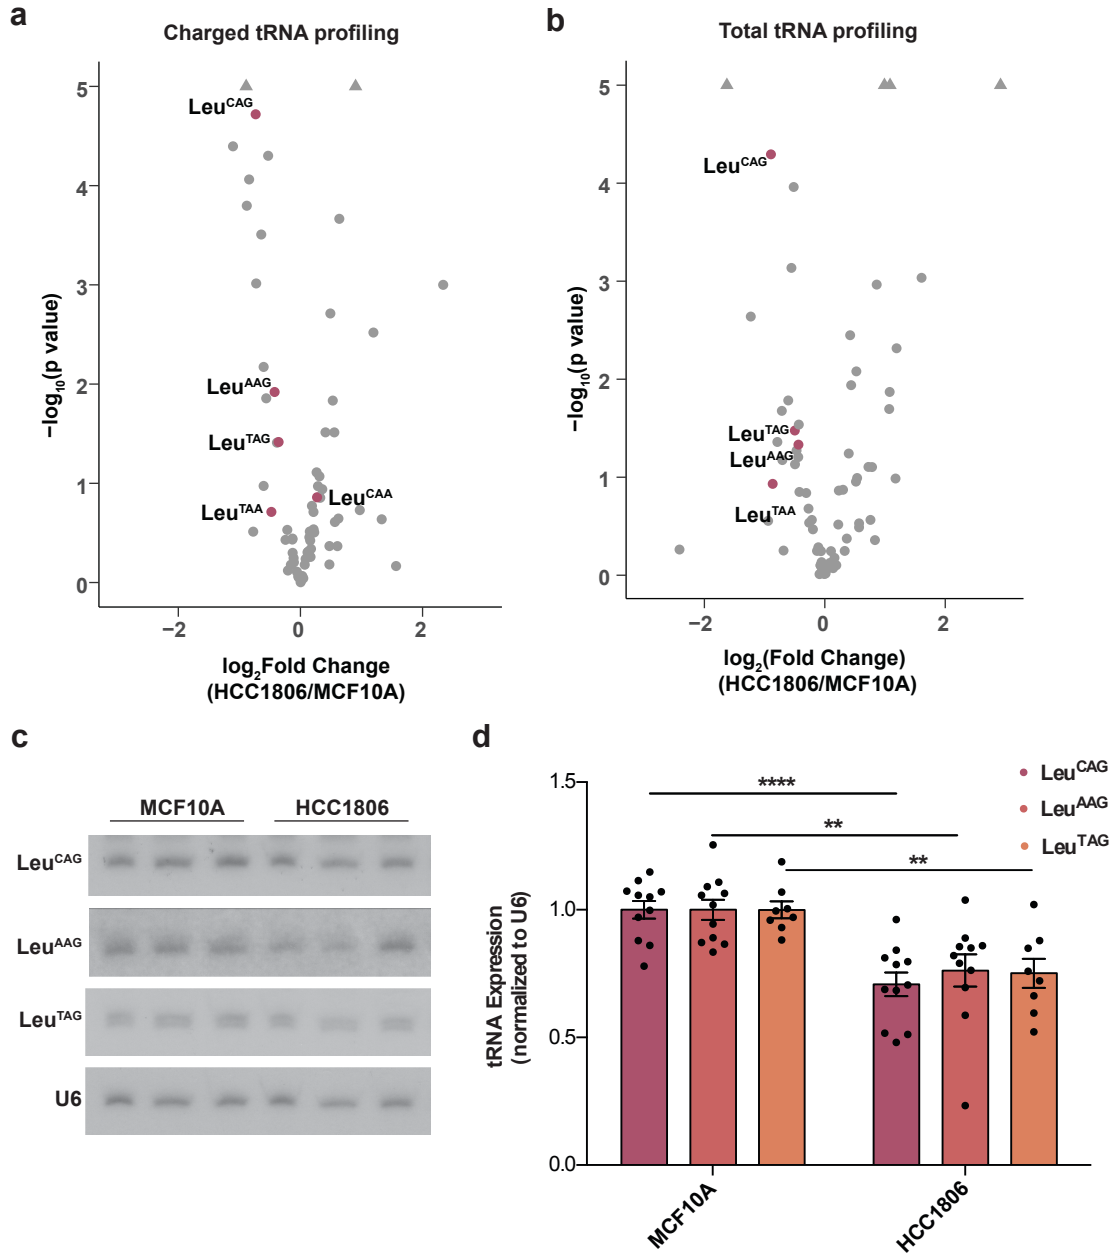 a
Charged tRNA profiling
5
4
3
2
1
0
−log10(p value)
LeuCAG
LeuAAG
LeuTAG
LeuCAA
LeuTAA
−2
0
2
log2Fold Change
(HCC1806/MCF10A)
b
Total tRNA profiling
5
4
3
2
1
0
−log10(p value)
LeuCAG
LeuTAG
LeuAAG
LeuTAA
−2
0
2
log2(Fold Change)
(HCC1806/MCF10A)
c
MCF10A
HCC1806
LeuCAG
LeuAAG
LeuTAG
U6
d
LeuCAG
LeuAAG
LeuTAG
****
**
**
1.5
1.0
0.5
0.0
tRNA Expression
(normalized to U6)
MCF10A
HCC1806